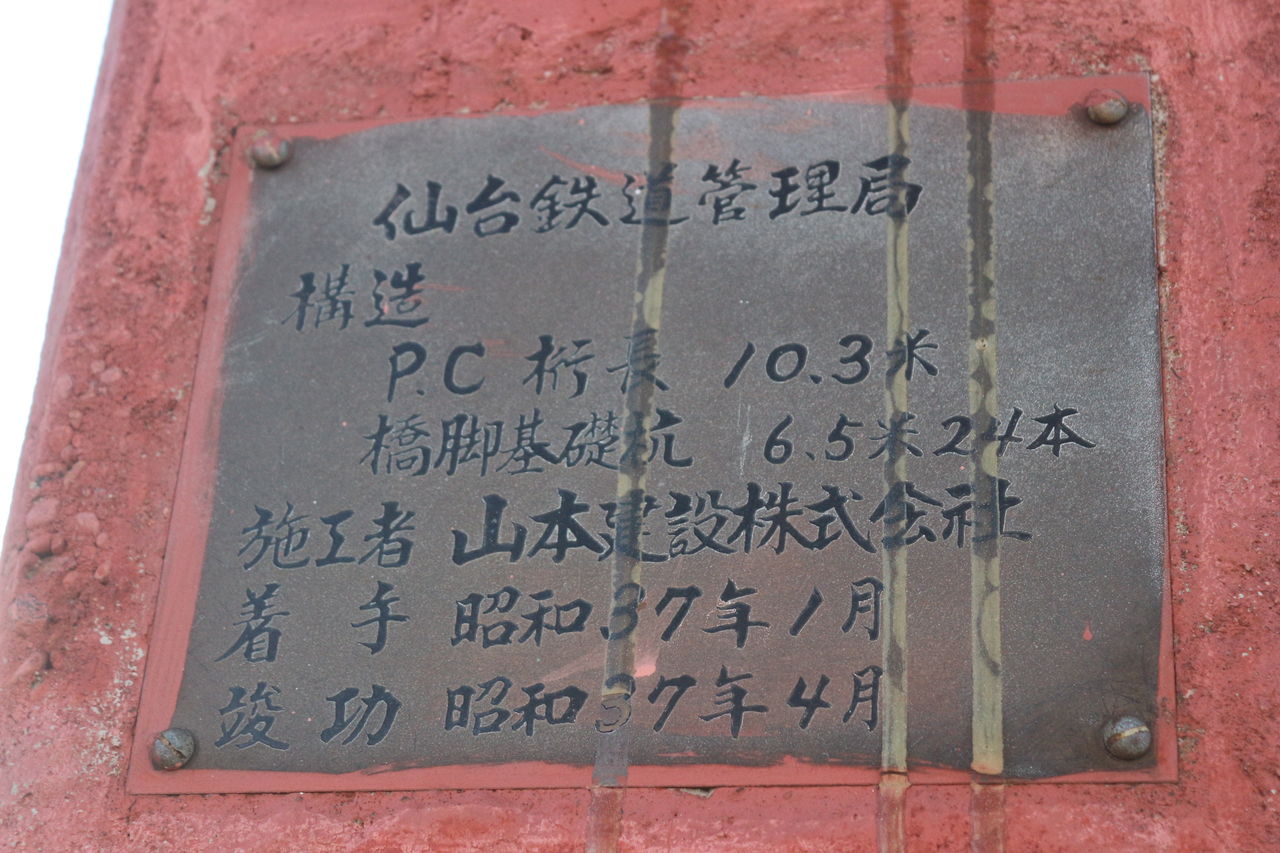 仙台鉄道管理局
構造
P.C 桁長 10.3米
橋脚基礎杭 6.5米24本
施工者 山本建設株式会社
着手 昭和37年1月
竣功 昭和37年4月